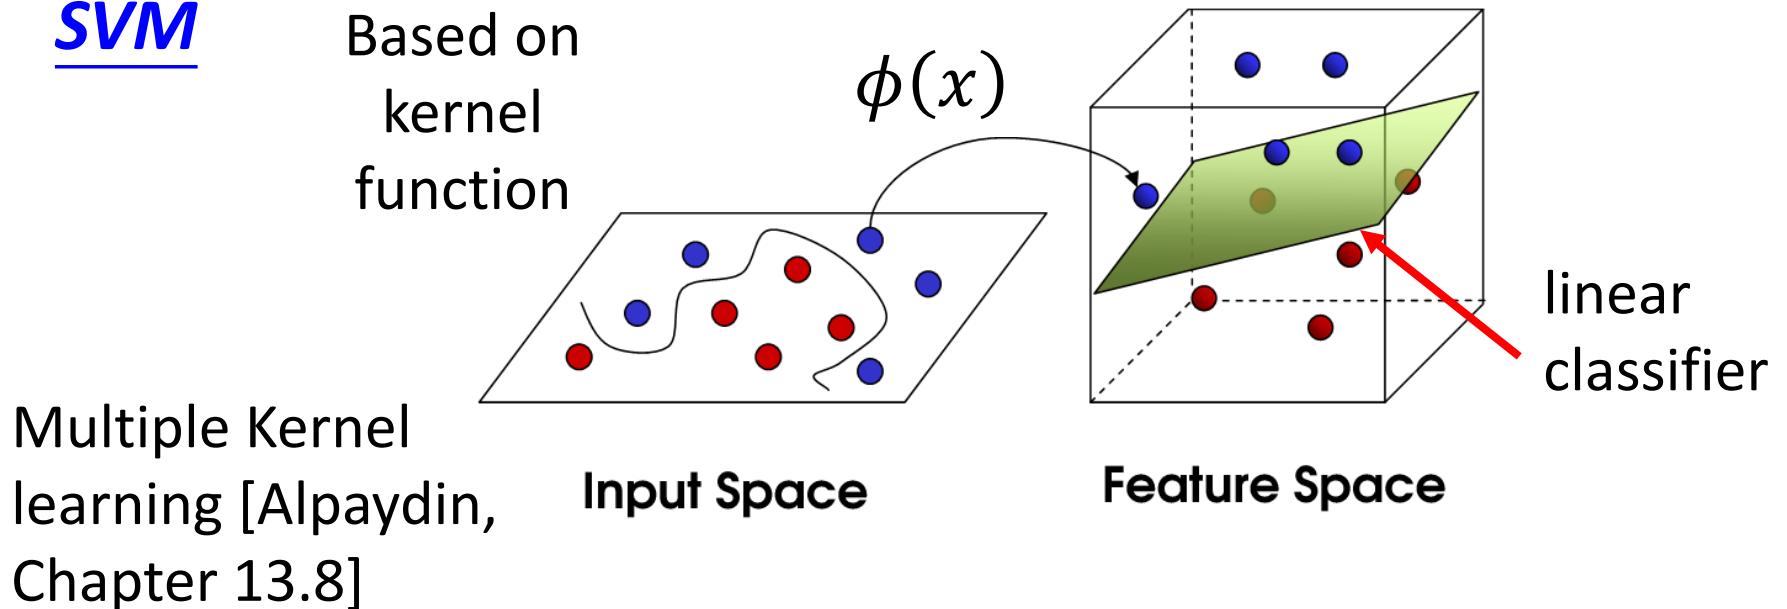 SVM
Based on
kernel
function
ϕ(x)
linear
classifier
Multiple Kernel
learning [Alpaydin,
Chapter 13.8]
Input Space
Feature Space